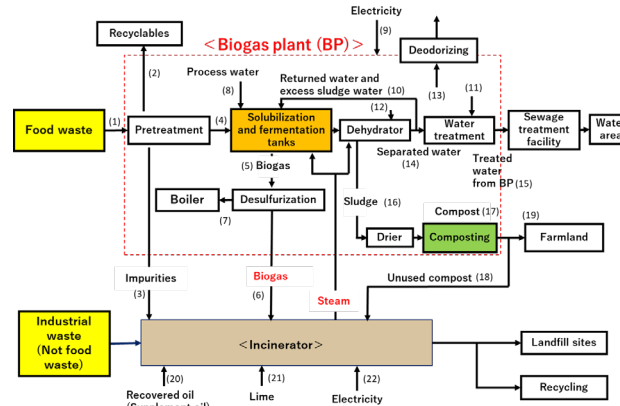 Electricity
(9)
Recyclables
<Biogas plant (BP)>
Deodorizing
(2)
Process water
(8)
Returned water and
excess sludge water (10)
(13)
(11)
(12)
Food waste
(1)
Pretreatment
(4)
Solubilization
and fermentation
tanks
Dehydrator
Water
treatment
Sewage
treatment
facility
Water
area
Separated water
(14)
(5) Biogas
Treated
water
from BP (15)
Boiler
(7)
Desulfurization
Sludge (16)
Compost (17)
(19)
Drier
Composting
Farmland
Impurities
(3)
Biogas
(6)
Steam
Unused compost (18)
Industrial
waste
(Not food
waste)
<Incinerator>
Landfill sites
Recycling
(20)
Recovered oil
(21)
Lime
(22)
Electricity